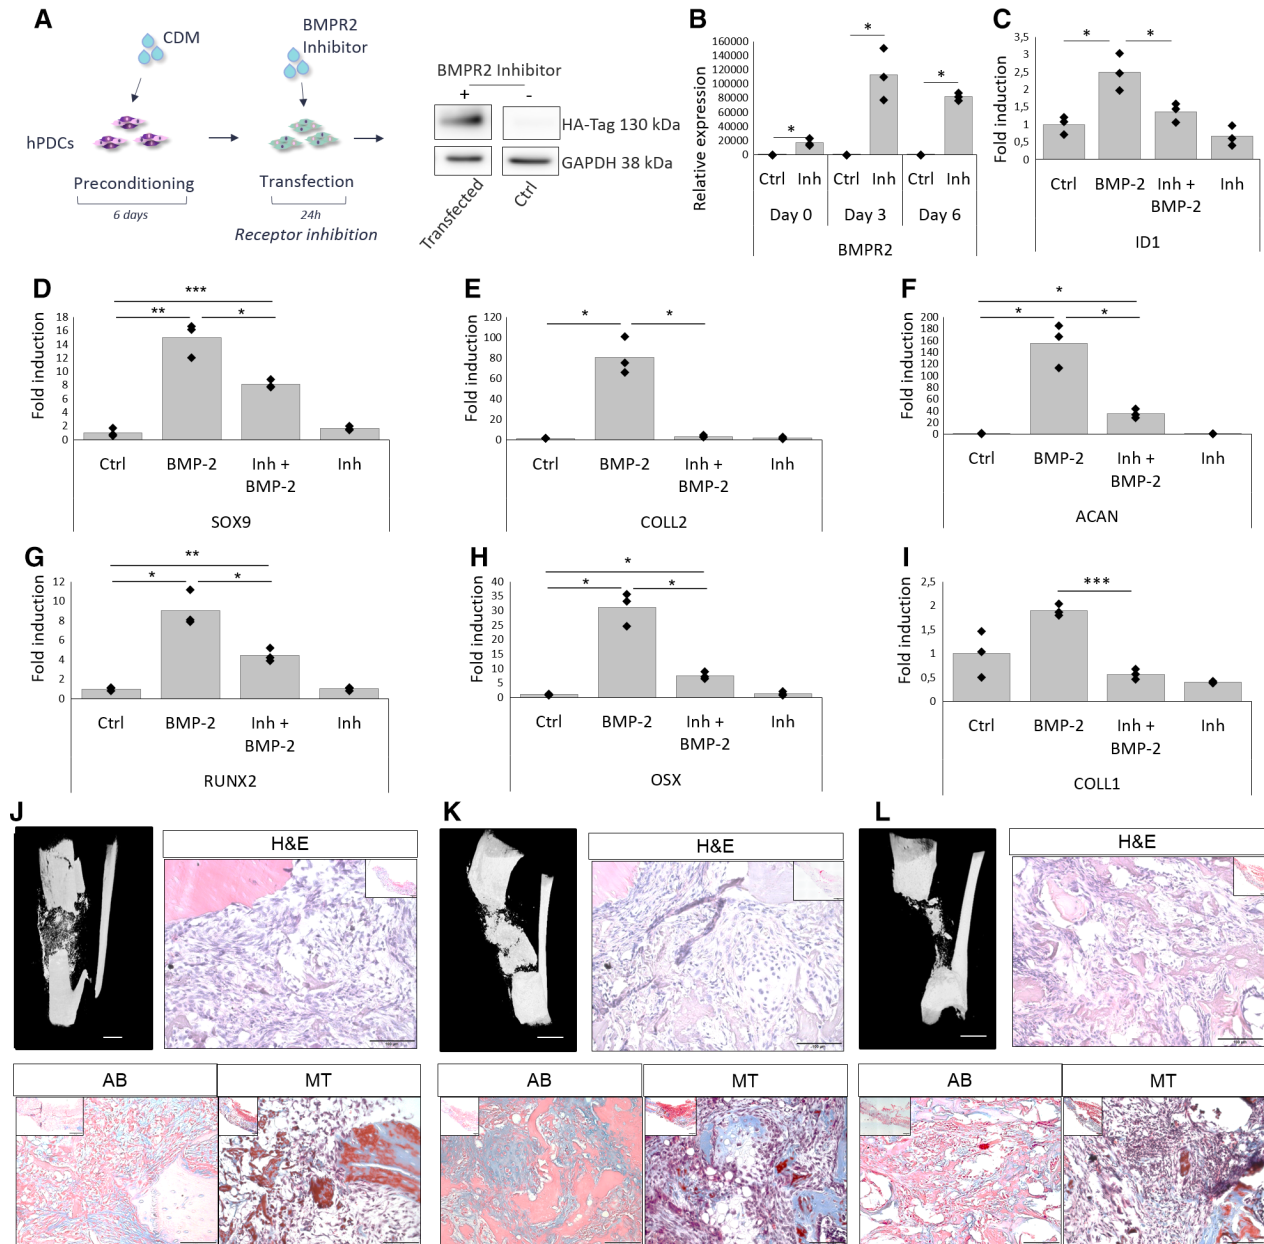 A
CDM
BMPR2
Inhibitor
hPDCs
Preconditioning
6 days
Transfection
24h
Receptor inhibition
BMPR2 Inhibitor
+ -
HA-Tag 130 kDa
GAPDH 38 kDa
Transfected
Ctrl
B
Relative expression
160000
140000
120000
100000
80000
60000
40000
20000
0
* * *
Ctrl Inh Ctrl Inh Ctrl Inh
Day 0 Day 3 Day 6
BMPR2
C
Fold induction
3,5
3
2,5
2
1,5
1
0,5
0
* *
Ctrl BMP-2 Inh + Inh
BMP-2
ID1
D
Fold induction
18
16
14
12
10
8
6
4
2
0
***
** *
Ctrl BMP-2 Inh + Inh
BMP-2
SOX9
E
Fold induction
120
100
80
60
40
20
0
* *
Ctrl BMP-2 Inh + Inh
BMP-2
COLL2
F
Fold induction
200
180
160
140
120
100
80
60
40
20
0
*
* *
Ctrl BMP-2 Inh + Inh
BMP-2
ACAN
G
Fold induction
12
10
8
6
4
2
0
**
* *
Ctrl BMP-2 Inh + Inh
BMP-2
RUNX2
H
Fold induction
40
35
30
25
20
15
10
5
0
*
* *
Ctrl BMP-2 Inh + Inh
BMP-2
OSX
I
Fold induction
2,5
2
1,5
1
0,5
0
***
Ctrl BMP-2 Inh + Inh
BMP-2
COLL1
J
H&E
AB MT
K
H&E
AB MT
L
H&E
AB MT